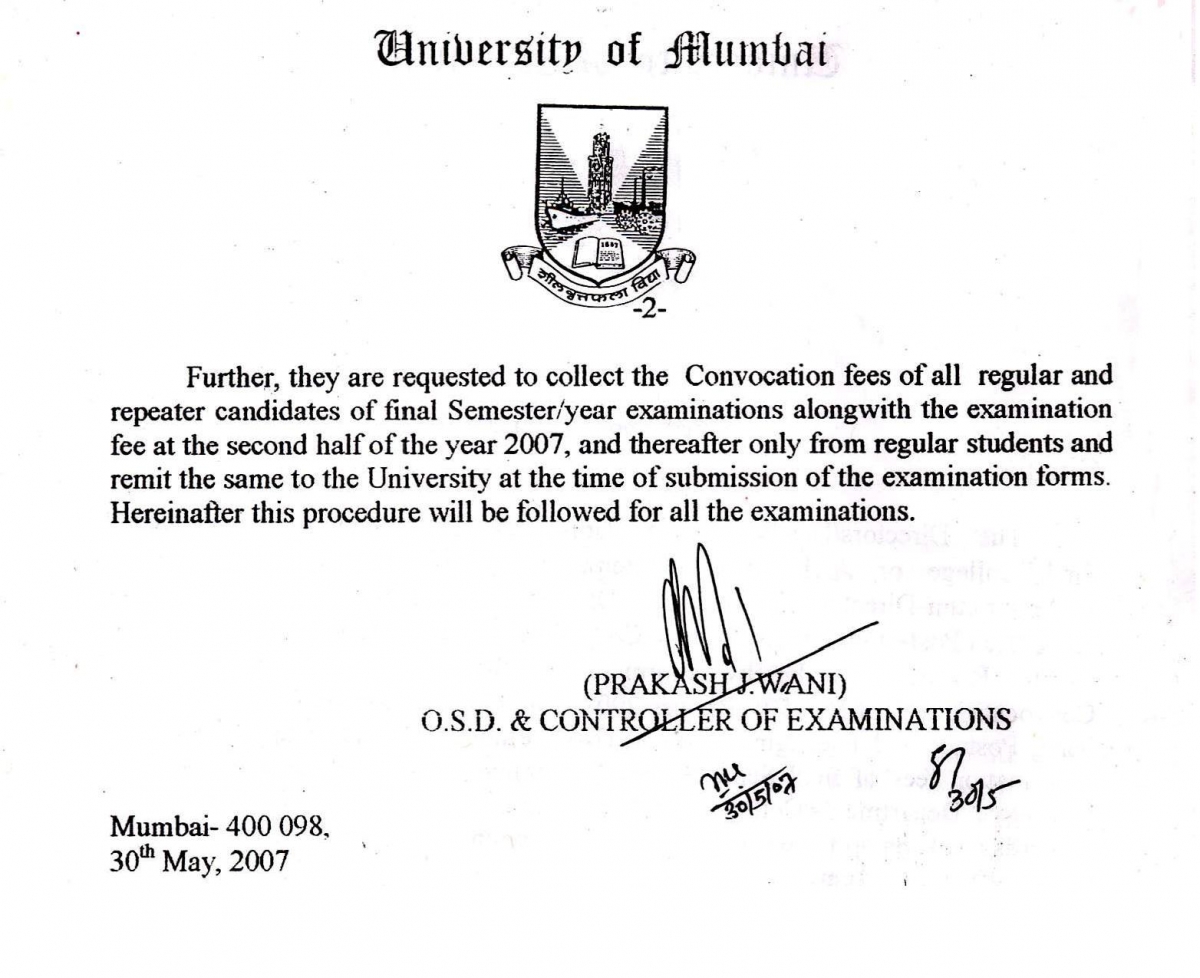 University of Mumbai
1857
शीलवृत्तफला विद्या
-2-
Further, they are requested to collect the Convocation fees of all regular and
repeater candidates of final Semester/year examinations alongwith the examination
fee at the second half of the year 2007, and thereafter only from regular students and
remit the same to the University at the time of submission of the examination forms.
Hereinafter this procedure will be followed for all the examinations.
(PRAKASH J.WANI)
O.S.D. & CONTROLLER OF EXAMINATIONS
30/5/07
30/5
Mumbai- 400 098,
30th May, 2007